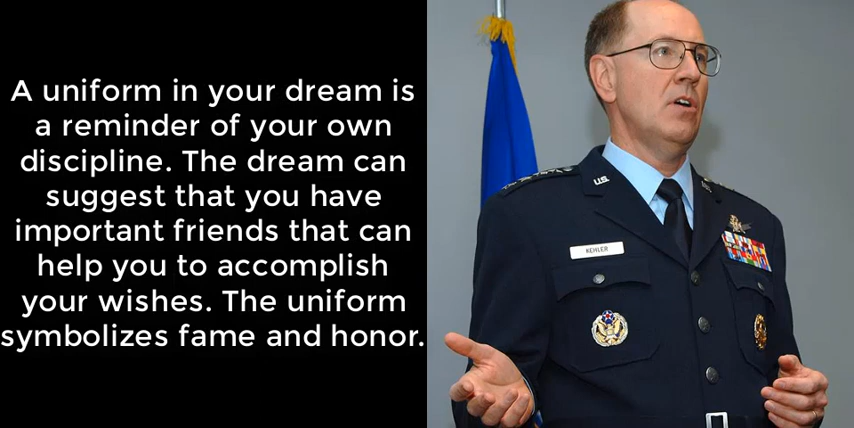 A uniform in your dream is
a reminder of your own
discipline. The dream can
suggest that you have
important friends that can
help you to accomplish
your wishes. The uniform
symbolizes fame and honor.
U.S.
KEHLER